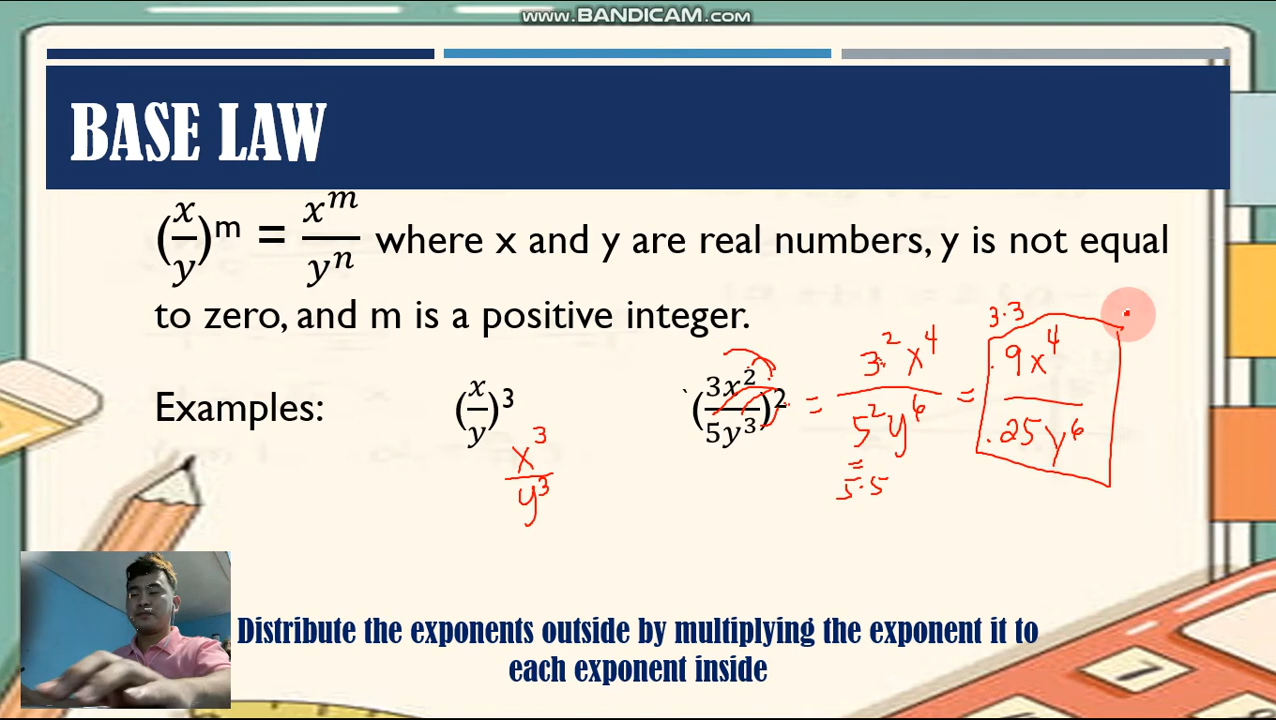 www.BANDICAM.com
BASE LAW
(x/y)^m = x^m/y^n where x and y are real numbers, y is not equal
to zero, and m is a positive integer.
Examples: (x/y)^3 (3x^2/5y^3)^2 = 3^2x^4/5^2y^6 = 9x^4/25y^6
3·3
x^3/y^3
= 5·5
Distribute the exponents outside by multiplying the exponent it to
each exponent inside